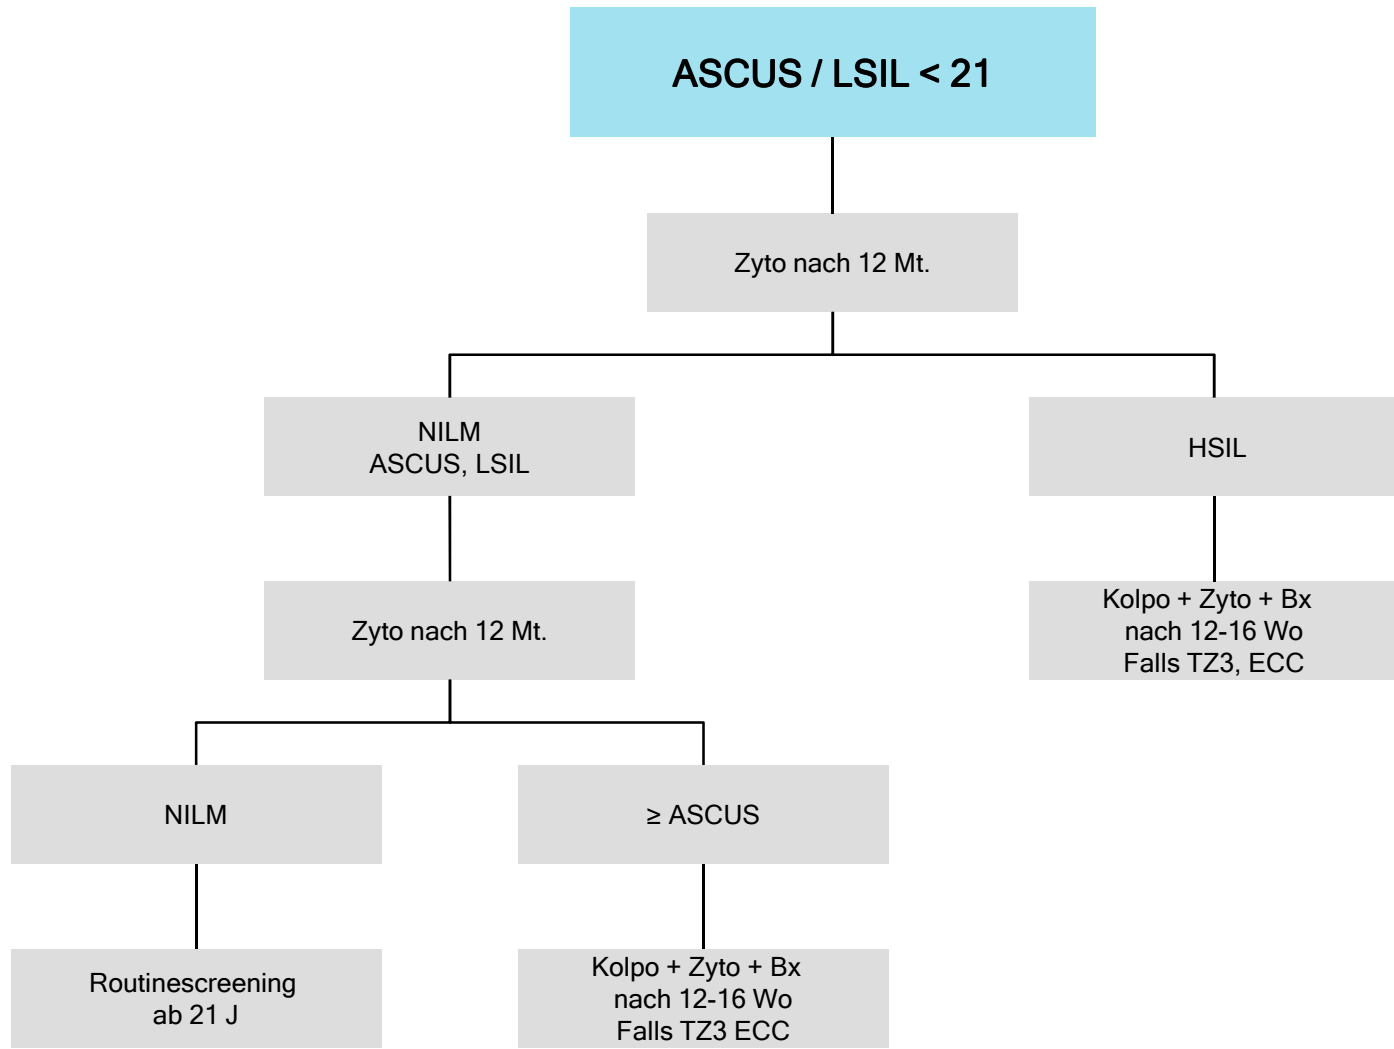 ASCUS / LSIL < 21
Zyto nach 12 Mt.
NILM
ASCUS, LSIL
HSIL
Zyto nach 12 Mt.
Kolpo + Zyto + Bx
nach 12-16 Wo
Falls TZ3, ECC
NILM
≥ ASCUS
Routinescreening
ab 21 J
Kolpo + Zyto + Bx
nach 12-16 Wo
Falls TZ3 ECC